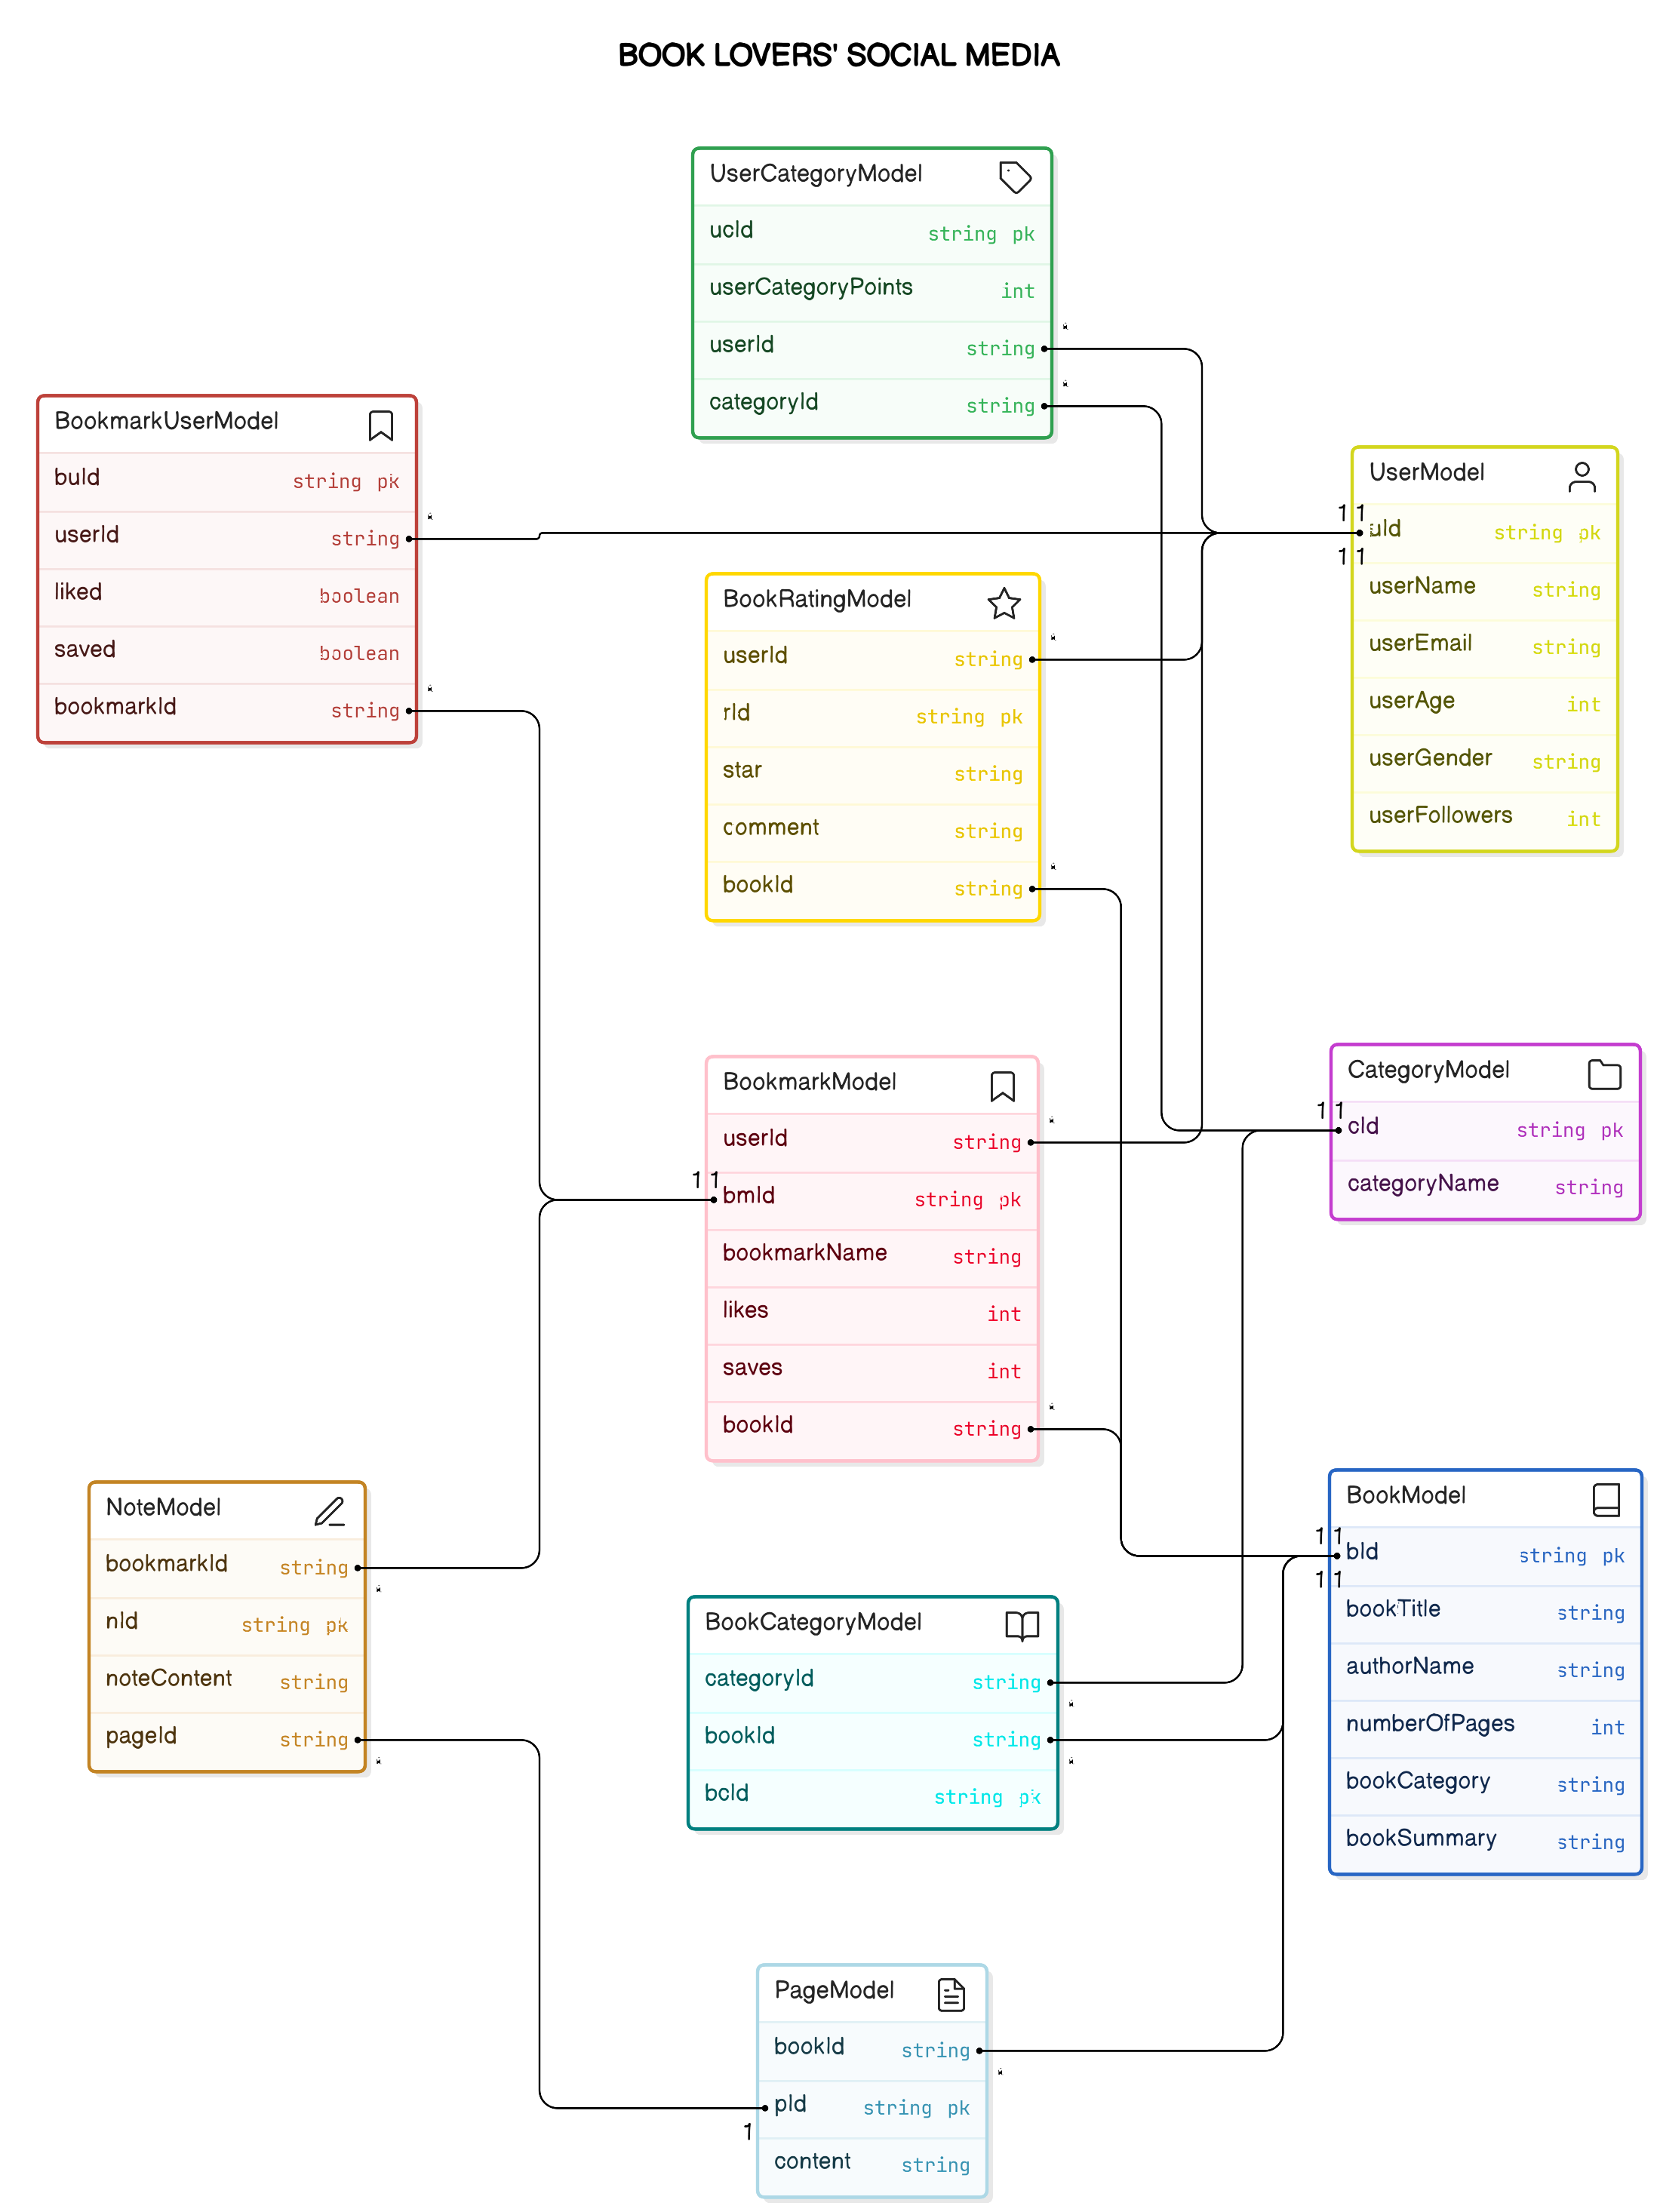 BOOK LOVERS' SOCIAL MEDIA
UserCategoryModel
ucId string pk
userCategoryPoints int
userId string *
categoryId string *
BookmarkUserModel
buId string pk
userId string *
liked boolean
saved boolean
bookmarkId string *
UserModel
1 1
uId string pk
1 1
userName string
userEmail string
userAge int
userGender string
userFollowers int
BookRatingModel
userId string *
rId string pk
star string
comment string
bookId string *
BookmarkModel
userId string *
1 1
bmId string pk
bookmarkName string
likes int
saves int
bookId string *
CategoryModel
1 1
cId string pk
categoryName string
NoteModel
bookmarkId string *
nId string pk
noteContent string
pageId string *
BookModel
1 1
bId string pk
1 1
bookTitle string
authorName string
numberOfPages int
bookCategory string
bookSummary string
BookCategoryModel
categoryId string *
bookId string *
bcId string pk
PageModel
bookId string *
pId string pk
1
content string